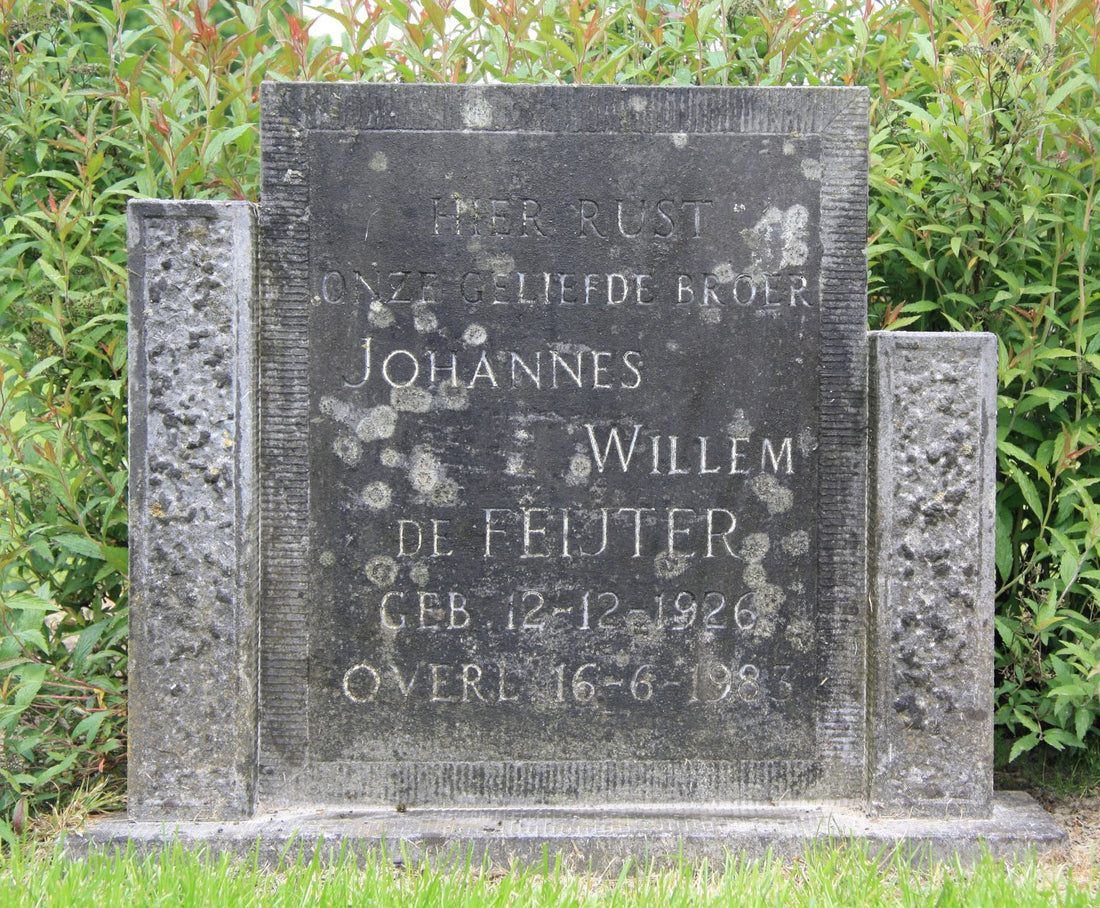 HIER RUST
ONZE GELIEFDE BROER
JOHANNES
WILLEM
DE FEIJTER
GEB. 12-12-1926
OVERL. 16-6-1983